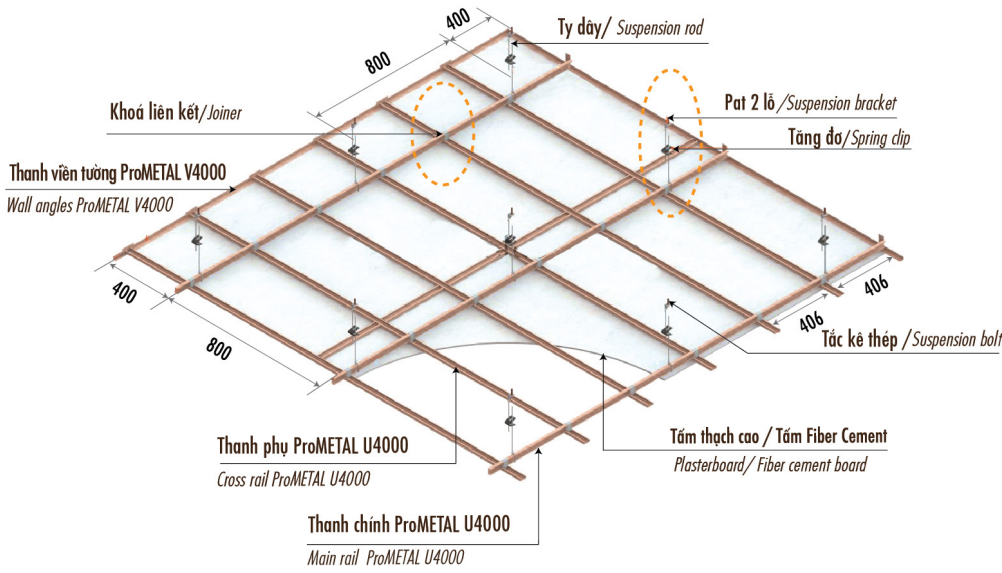 400
Ty dây/ Suspension rod
800
Khoá liên kết/Joiner
Pat 2 lỗ /Suspension bracket
Tăng đơ/ Spring clip
Thanh viền tường ProMETAL V4000
Wall angles ProMETAL V4000
400
800
406
406
Tắc kê thép /Suspension bolt
Thanh phụ ProMETAL U4000
Cross rail ProMETAL U4000
Tấm thạch cao / Tấm Fiber Cement
Plasterboard/ Fiber cement board
Thanh chính ProMETAL U4000
Main rail ProMETAL U4000